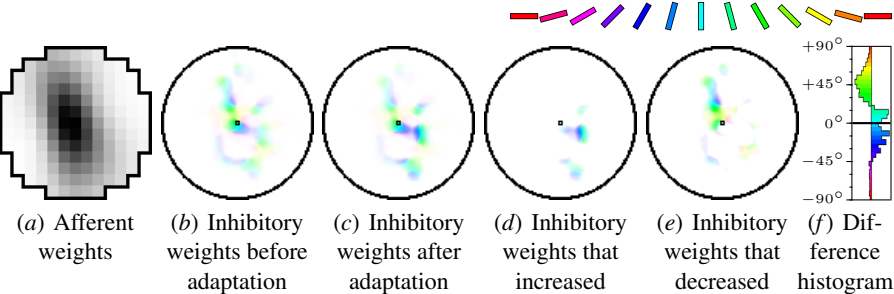 +90°
+45°
0°
−45°
−90°
(a) Afferent
weights
(b) Inhibitory
weights before
adaptation
(c) Inhibitory
weights after
adaptation
(d) Inhibitory
weights that
increased
(e) Inhibitory
weights that
decreased
(f) Dif-
ference
histogram